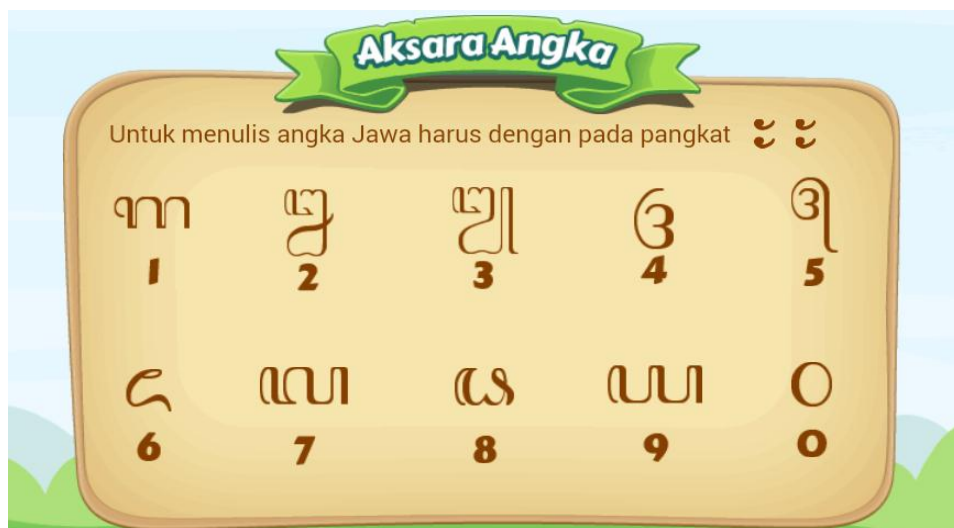 Aksara Angka
Untuk menulis angka Jawa harus dengan pada pangkat ꧇ ꧇
꧑ ꧒ ꧓ ꧔ ꧕
1 2 3 4 5
꧖ ꧗ ꧘ ꧙ ꧐
6 7 8 9 0